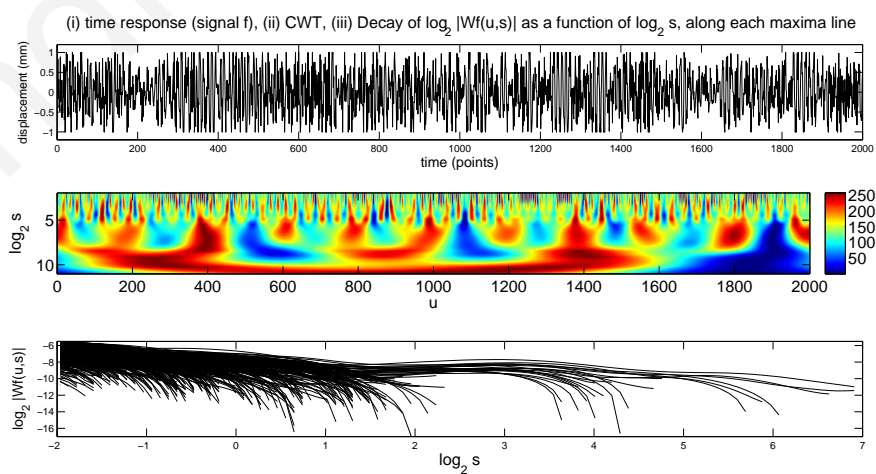 (i) time response (signal f), (ii) CWT, (iii) Decay of log2 |Wf(u,s)| as a function of log2 s, along each maxima line
displacement (mm)
1
0.5
0
−0.5
−1
0 200 400 600 800 1000 1200 1400 1600 1800 2000
time (points)
log2 s
5
10
0 200 400 600 800 1000 1200 1400 1600 1800 2000
u
250
200
150
100
50
log2 |Wf(u,s)|
−6
−8
−10
−12
−14
−16
−2 −1 0 1 2 3 4 5 6 7
log2 s